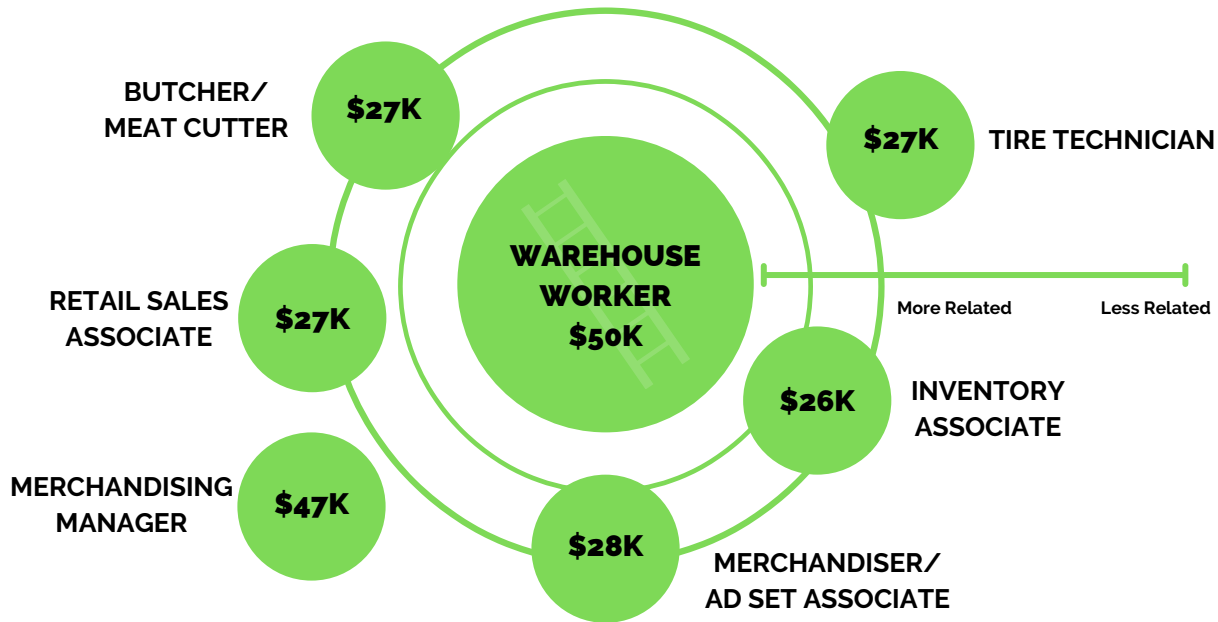 BUTCHER/
MEAT CUTTER
$27K
$27K
TIRE TECHNICIAN
WAREHOUSE
WORKER
$50K
More Related
Less Related
RETAIL SALES
ASSOCIATE
$27K
$26K
INVENTORY
ASSOCIATE
MERCHANDISING
MANAGER
$47K
$28K
MERCHANDISER/
AD SET ASSOCIATE